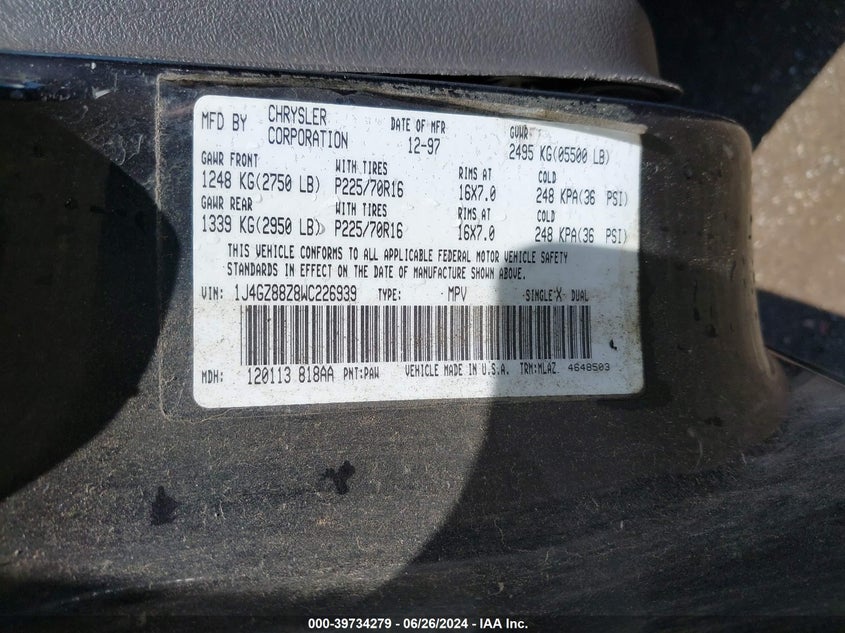 MFD BY CHRYSLER CORPORATION DATE OF MFR 12-97 GVWR 2495 KG(05500 LB)
GAWR FRONT WITH TIRES RIMS AT COLD
1248 KG(2750 LB) P225/70R16 16X7.0 248 KPA(36 PSI)
GAWR REAR WITH TIRES RIMS AT COLD
1339 KG(2950 LB) P225/70R16 16X7.0 248 KPA(36 PSI)
THIS VEHICLE CONFORMS TO ALL APPLICABLE FEDERAL MOTOR VEHICLE SAFETY
STANDARDS IN EFFECT ON THE DATE OF MANUFACTURE SHOWN ABOVE.
VIN: 1J4GZ88Z8WC226939 TYPE: MPV SINGLE X DUAL
MDH: 120113 818AA PNT:PAW VEHICLE MADE IN U.S.A. TRM:MLAZ 4648503
000-39734279 - 06/26/2024 - IAA Inc.